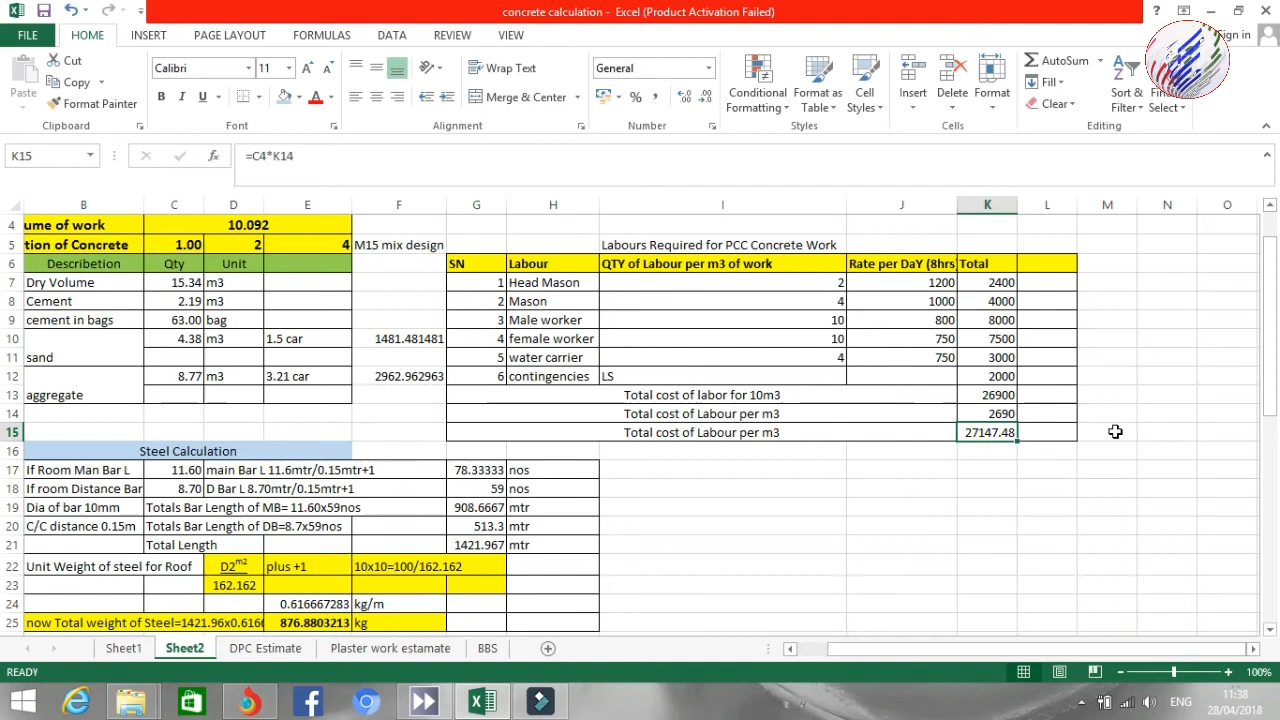 concrete calculation - Excel (Product Activation Failed)
Sign in
FILE HOME INSERT PAGE LAYOUT FORMULAS DATA REVIEW VIEW
Paste
Cut
Copy
Format Painter
Clipboard
Calibri 11
B I U
Font
Wrap Text
Merge & Center
Alignment
General
Number
Conditional Formatting
Format as Table
Cell Styles
Styles
Insert Delete Format
Cells
AutoSum
Fill
Clear
Sort & Filter
Select
Editing
K15 =C4*K14
B C D E F G H I J K L M N O
4 ume of work 10.092
5 tion of Concrete 1.00 2 4 M15 mix design Labours Required for PCC Concrete Work
6 Describetion Qty Unit SN Labour QTY of Labour per m3 of work Rate per DaY (8hrs) Total
7 Dry Volume 15.34 m3 1 Head Mason 2 1200 2400
8 Cement 2.19 m3 2 Mason 4 1000 4000
9 cement in bags 63.00 bag 3 Male worker 10 800 8000
10 4.38 m3 1.5 car 1481.481481 4 female worker 10 750 7500
11 sand 5 water carrier 4 750 3000
12 8.77 m3 3.21 car 2962.962963 6 contingencies LS 2000
13 aggregate Total cost of labor for 10m3 26900
14 Total cost of Labour per m3 2690
15 Total cost of Labour per m3 27147.48
16 Steel Calculation
17 If Room Man Bar L 11.60 main Bar L 11.6mtr/0.15mtr+1 78.33333 nos
18 If room Distance Bar 8.70 D Bar L 8.70mtr/0.15mtr+1 59 nos
19 Dia of bar 10mm Totals Bar Length of MB= 11.60x59nos 908.6667 mtr
20 C/C distance 0.15m Totals Bar Length of DB=8.7x59nos 513.3 mtr
21 Total Length 1421.967 mtr
22 Unit Weight of steel for Roof D2m2 plus +1 10x10=100/162.162
23 162.162
24 0.616667283 kg/m
25 now Total weight of Steel=1421.96x0.616 876.8803213 kg
Sheet1 Sheet2 DPC Estimate Plaster work estamate BBS
READY 100%
ENG
11:38
28/04/2018